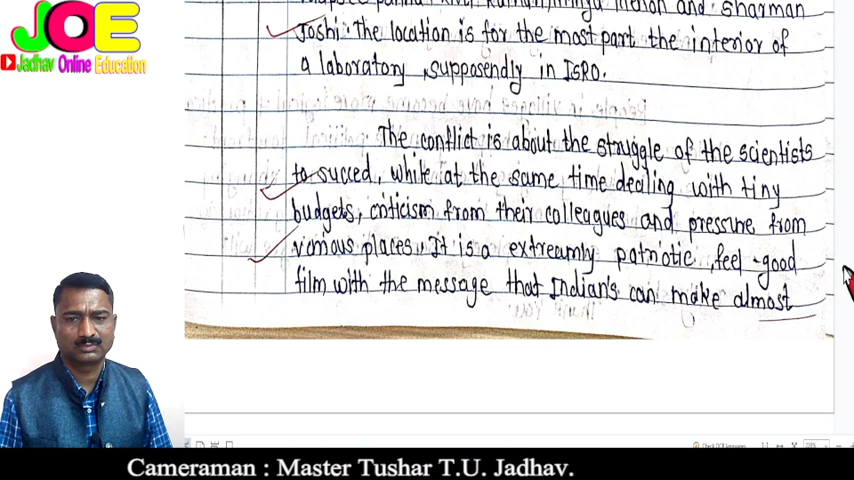 JOE
Jadhav Online Education
and Sharman
Joshi. The location is for the most part the interior of
a laboratory, supposendly in ISRO.
The conflict is about the struggle of the scientists
to succed, while at the same time dealing with tiny
budgets, criticism from their colleagues and pressure from
various places. It is a extreamly patriotic, feel-good
film with the message that Indian's can make almost
Cameraman : Master Tushar T.U. Jadhav.